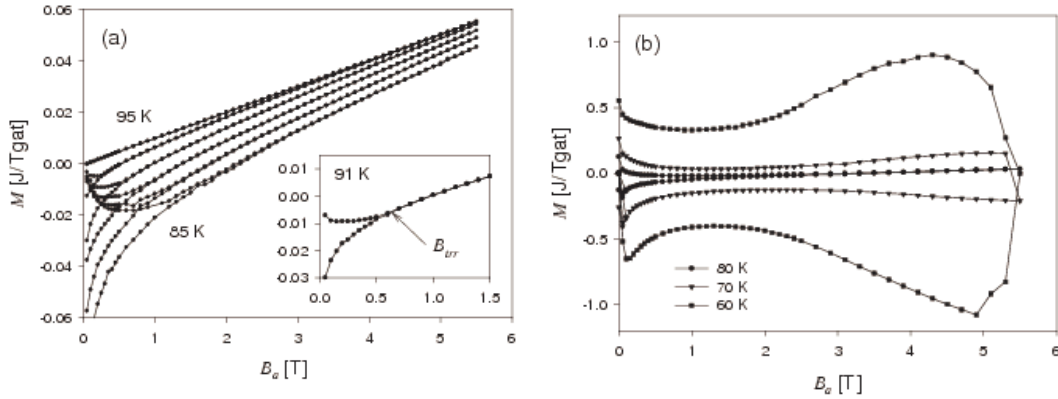 (a)
0.06
0.04
0.02
0.00
-0.02
-0.04
-0.06
M [J/Tgat]
95 K
85 K
0 1 2 3 4 5 6
B_a [T]
91 K
0.01
0.00
-0.01
-0.02
-0.03
0.0 0.5 1.0 1.5
B_irr
(b)
1.0
0.5
0.0
-0.5
-1.0
M [J/Tgat]
80 K
70 K
60 K
0 1 2 3 4 5 6
B_a [T]